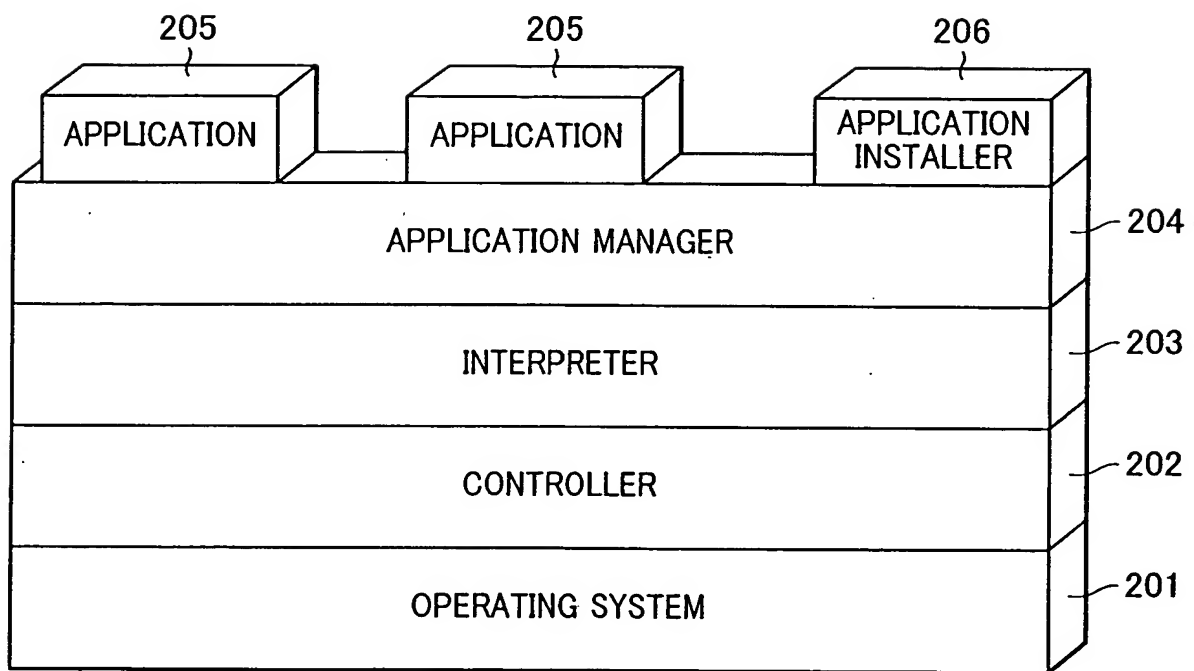 205
205
206
APPLICATION
APPLICATION
APPLICATION
INSTALLER
APPLICATION MANAGER
204
INTERPRETER
203
CONTROLLER
202
OPERATING SYSTEM
201